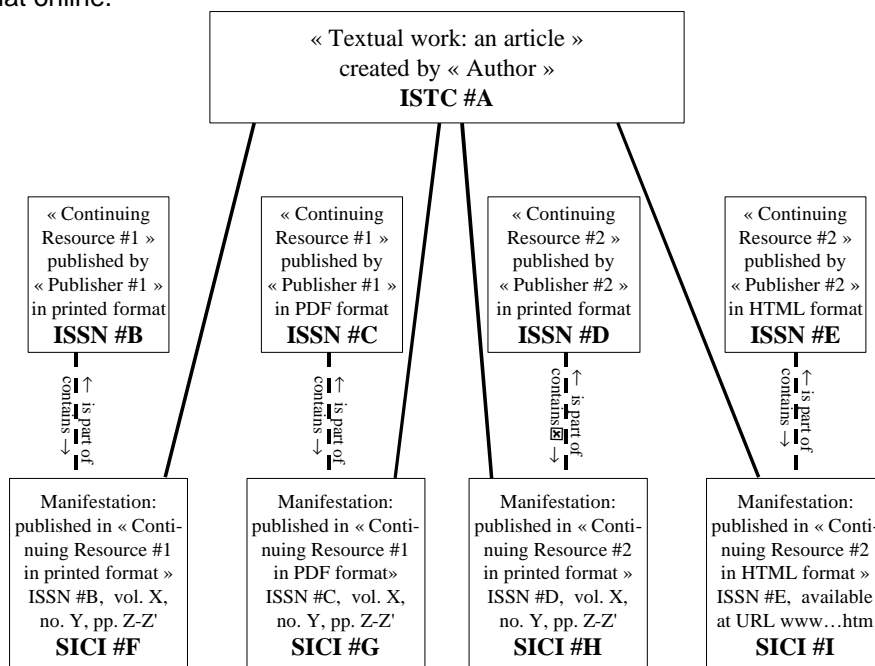 nat online.
« Textual work: an article »
created by « Author »
ISTC #A
« Continuing
Resource #1 »
published by
« Publisher #1 »
in printed format
ISSN #B
« Continuing
Resource #1 »
published by
« Publisher #1 »
in PDF format
ISSN #C
« Continuing
Resource #2 »
published by
« Publisher #2 »
in printed format
ISSN #D
« Continuing
Resource #2 »
published by
« Publisher #2 »
in HTML format
ISSN #E
← is part of
contains →
← is part of
contains →
← is part of
contains →
← is part of
contains →
Manifestation:
published in « Conti-
nuing Resource #1
in printed format »
ISSN #B, vol. X,
no. Y, pp. Z-Z'
SICI #F
Manifestation:
published in « Conti-
nuing Resource #1
in PDF format»
ISSN #C, vol. X,
no. Y, pp. Z-Z'
SICI #G
Manifestation:
published in « Conti-
nuing Resource #2
in printed format »
ISSN #D, vol. X,
no. Y, pp. Z-Z'
SICI #H
Manifestation:
published in « Conti-
nuing Resource #2
in HTML format »
ISSN #E, available
at URL www…htm
SICI #I